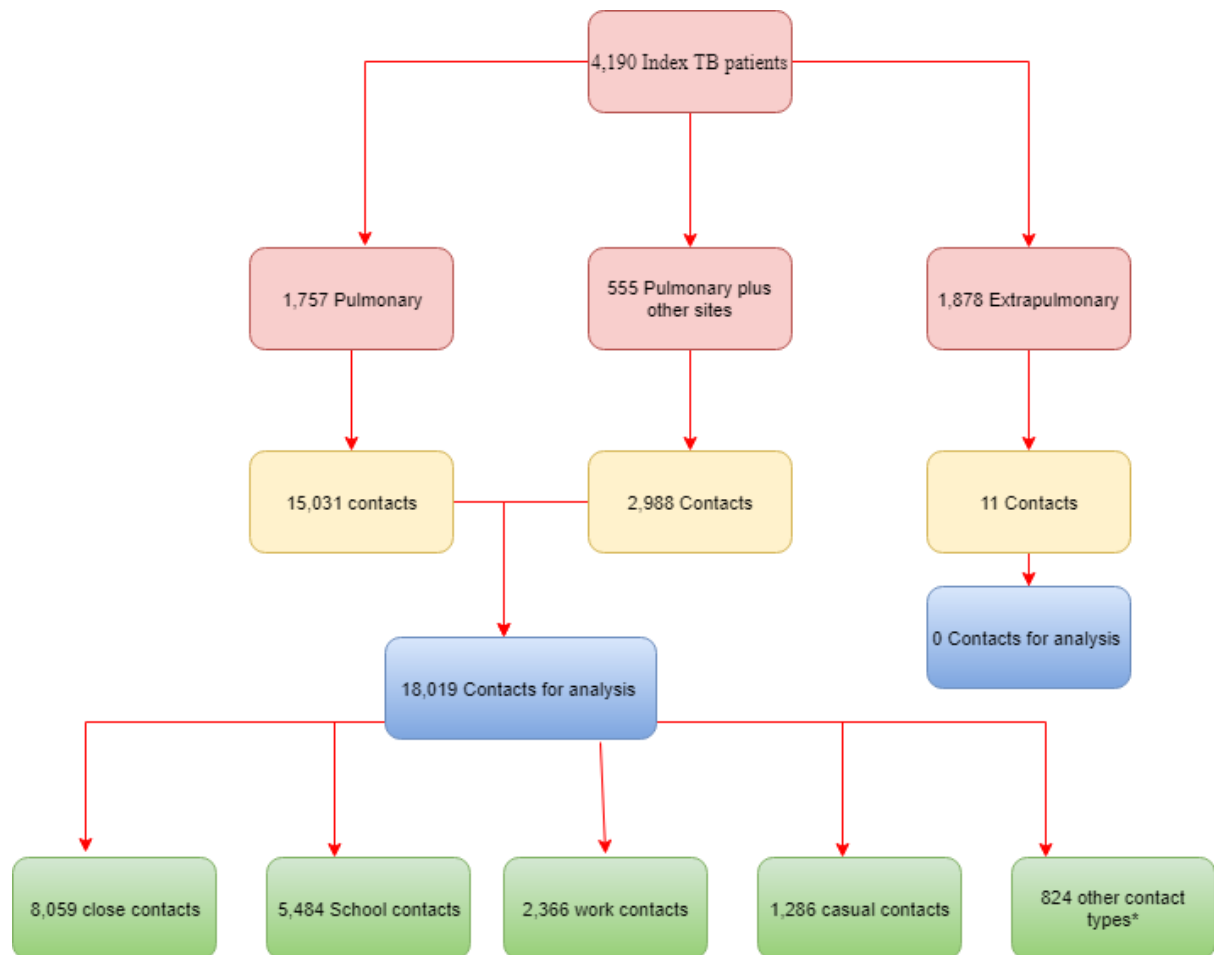 4,190 Index TB patients
1,757 Pulmonary
555 Pulmonary plus
other sites
1,878 Extrapulmonary
15,031 contacts
2,988 Contacts
11 Contacts
0 Contacts for analysis
18,019 Contacts for analysis
8,059 close contacts
5,484 School contacts
2,366 work contacts
1,286 casual contacts
824 other contact
types*